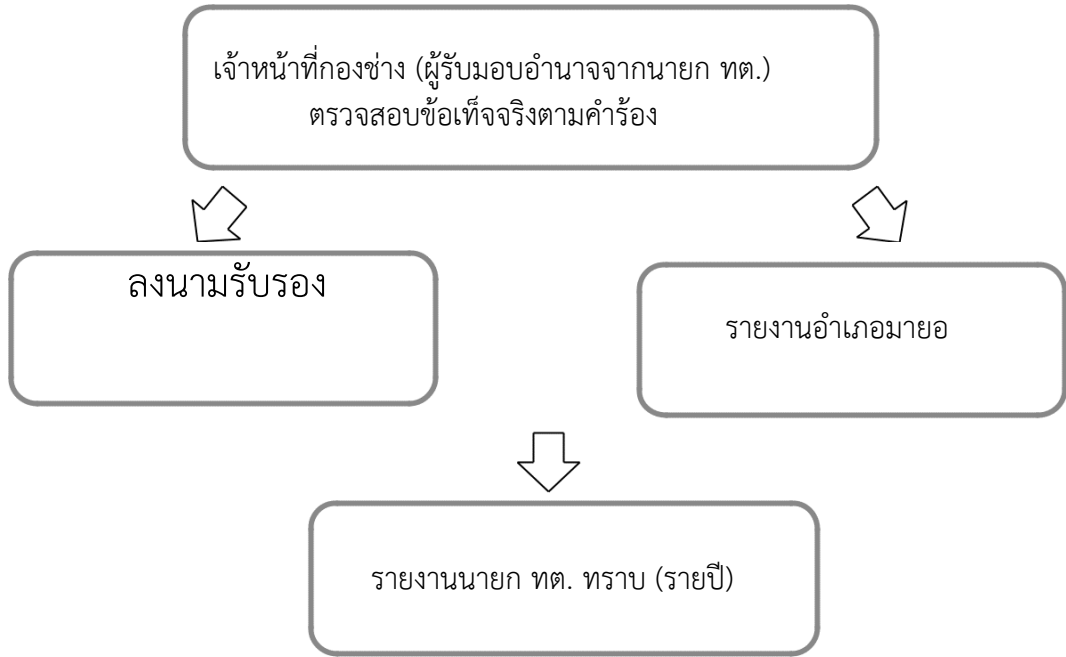 เจ้าหน้าที่กองช่าง (ผู้รับมอบอำนาจจากนายก ทต.)
ตรวจสอบข้อเท็จจริงตามคำร้อง
ลงนามรับรอง
รายงานอำเภอมายอ
รายงานนายก ทต. ทราบ (รายปี)